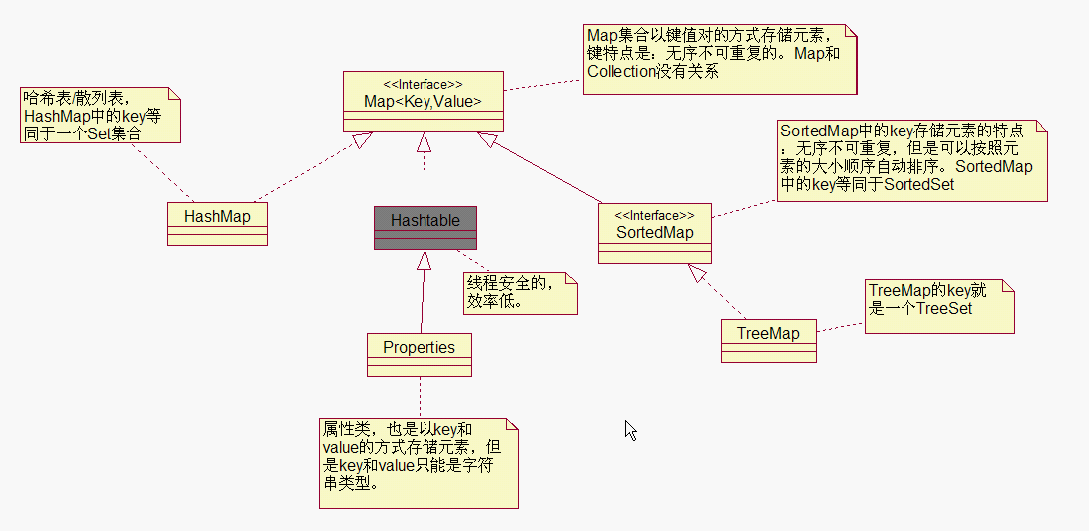 Map集合以键值对的方式存储元素，
键特点是：无序不可重复的。Map和
Collection没有关系
<<Interface>>
Map<Key,Value>
哈希表/散列表，
HashMap中的key等
同于一个Set集合
SortedMap中的key存储元素的特点
：无序不可重复，但是可以按照元
素的大小顺序自动排序。SortedMap
中的key等同于SortedSet
HashMap
Hashtable
<<Interface>>
SortedMap
线程安全的，
效率低。
TreeMap的key就
是一个TreeSet
Properties
TreeMap
属性类，也是以key和
value的方式存储元素，但
是key和value只能是字符
串类型。